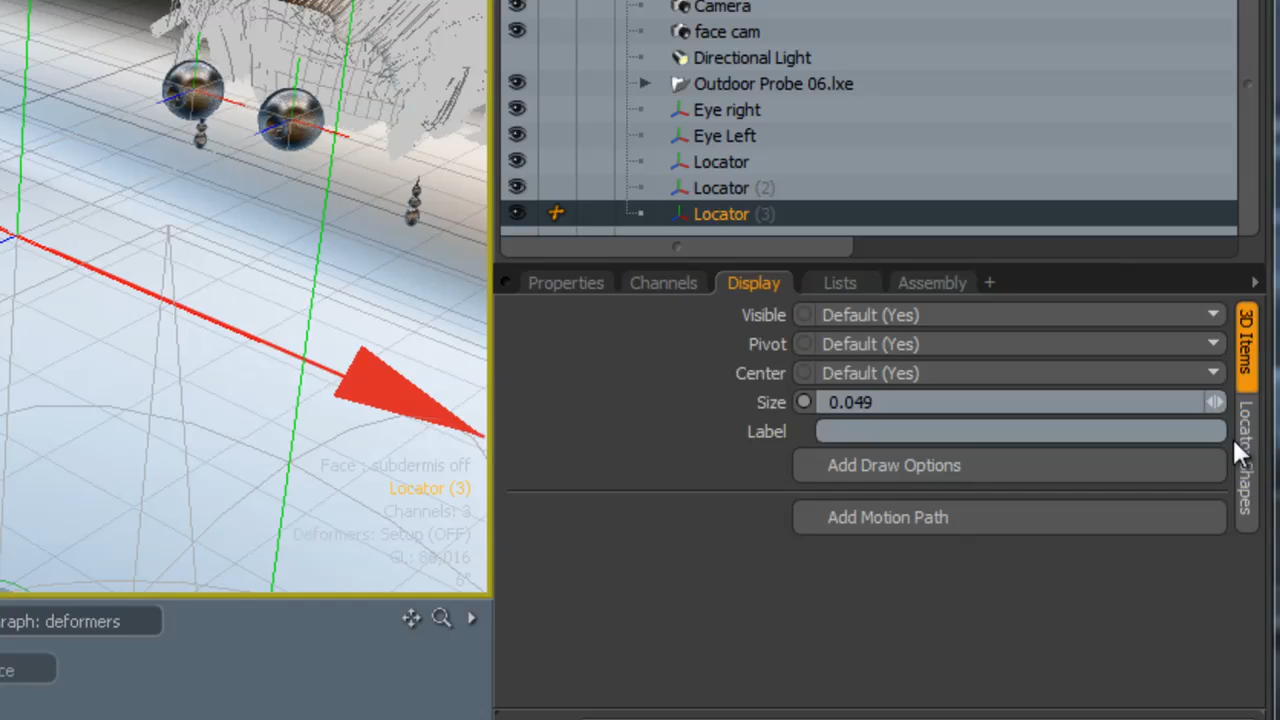 Camera
face cam
Directional Light
Outdoor Probe 06.lxe
Eye right
Eye Left
Locator
Locator (2)
Locator (3)
Properties Channels Display Lists Assembly +
Visible Default (Yes)
Pivot Default (Yes)
Center Default (Yes)
Size 0.049
Label
Add Draw Options
Add Motion Path
3D Items
Locator Shapes
Face : subdermis off
Locator (3)
Channels: 3
Deformers: Setup (OFF)
6"
raph: deformers
ce